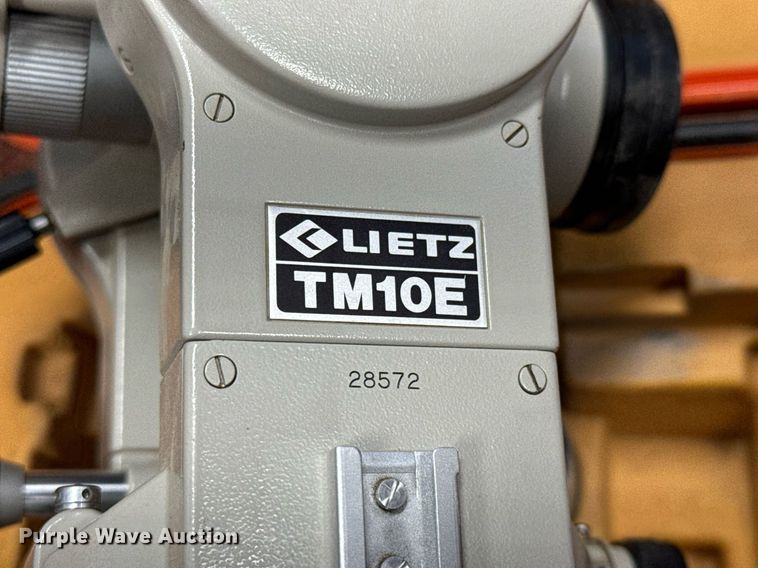 LIETZ
TM10E
28572
Purple Wave Auction